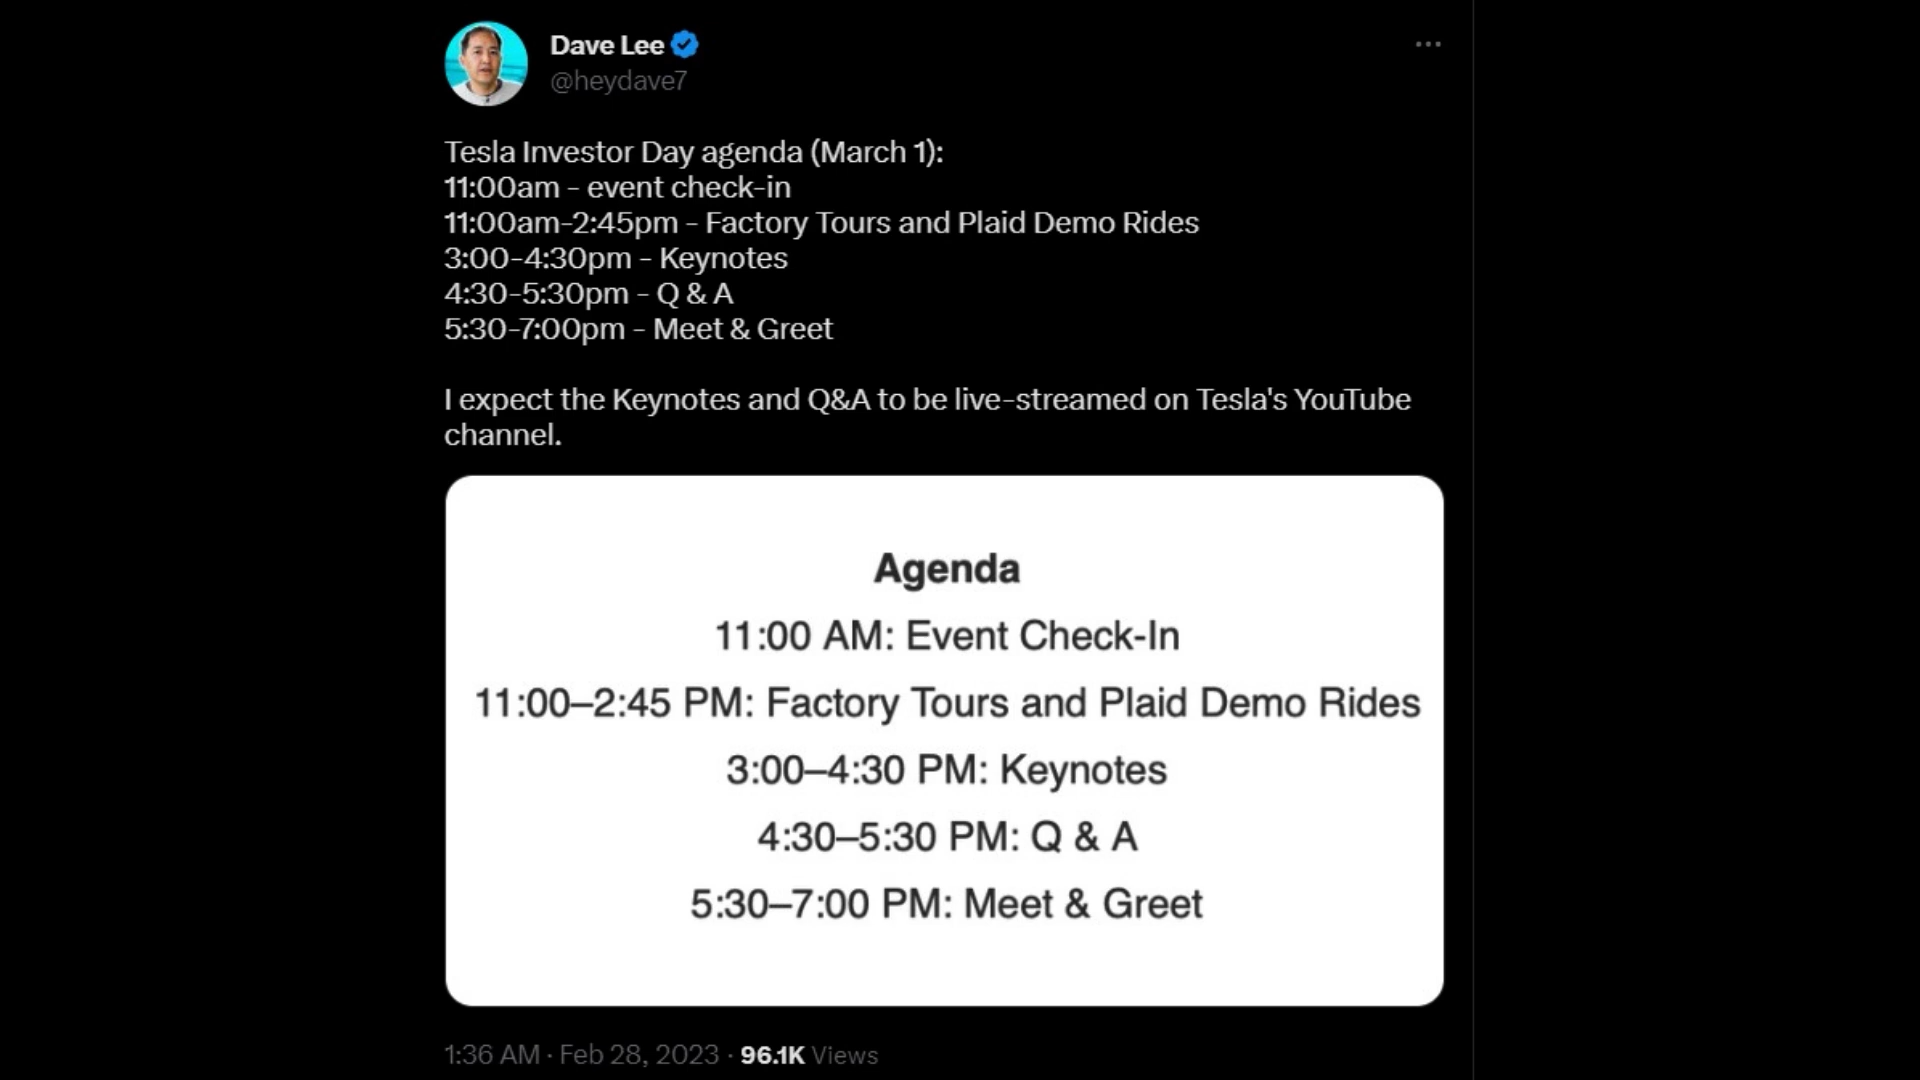 Dave Lee
@heydave7
Tesla Investor Day agenda (March 1):
11:00am - event check-in
11:00am-2:45pm - Factory Tours and Plaid Demo Rides
3:00-4:30pm - Keynotes
4:30-5:30pm - Q & A
5:30-7:00pm - Meet & Greet
I expect the Keynotes and Q&A to be live-streamed on Tesla's YouTube
channel.
Agenda
11:00 AM: Event Check-In
11:00–2:45 PM: Factory Tours and Plaid Demo Rides
3:00–4:30 PM: Keynotes
4:30–5:30 PM: Q & A
5:30–7:00 PM: Meet & Greet
1:36 AM · Feb 28, 2023 · 96.1K Views